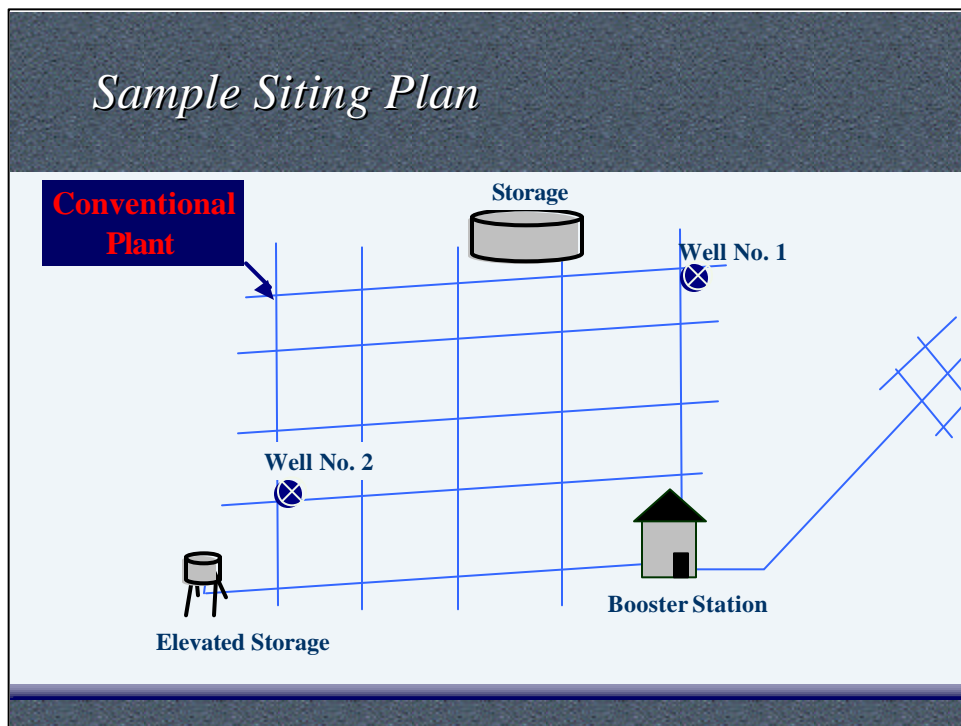 Sample Siting Plan
Conventional
Plant
Storage
Well No. 1
Well No. 2
Booster Station
Elevated Storage